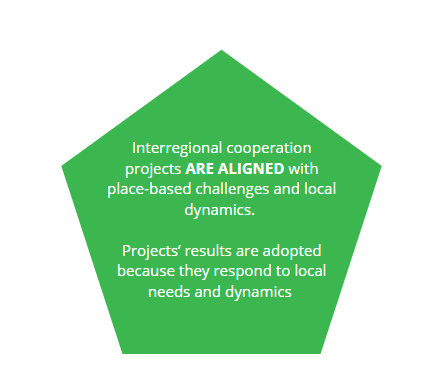 Interregional cooperation
projects ARE ALIGNED with
place-based challenges and local
dynamics.
Projects’ results are adopted
because they respond to local
needs and dynamics